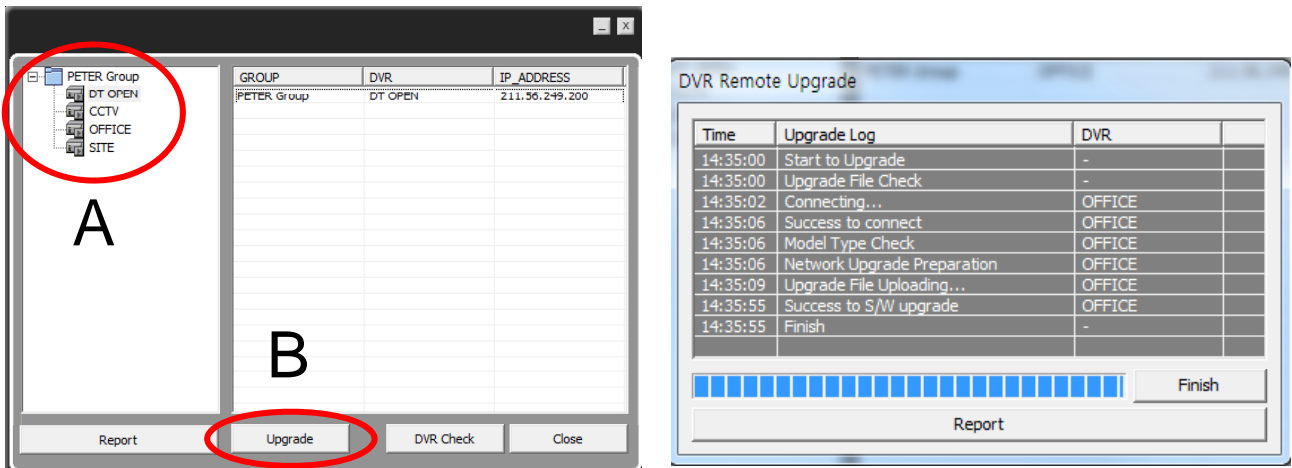 _ X
PETER Group
DT OPEN
CCTV
OFFICE
SITE
A
GROUP DVR IP_ADDRESS
PETER Group DT OPEN 211.56.249.200
B
Report Upgrade DVR Check Close
DVR Remote Upgrade
Time Upgrade Log DVR
14:35:00 Start to Upgrade -
14:35:00 Upgrade File Check -
14:35:02 Connecting... OFFICE
14:35:06 Success to connect OFFICE
14:35:06 Model Type Check OFFICE
14:35:06 Network Upgrade Preparation OFFICE
14:35:09 Upgrade File Uploading... OFFICE
14:35:55 Success to S/W upgrade OFFICE
14:35:55 Finish -
Finish
Report